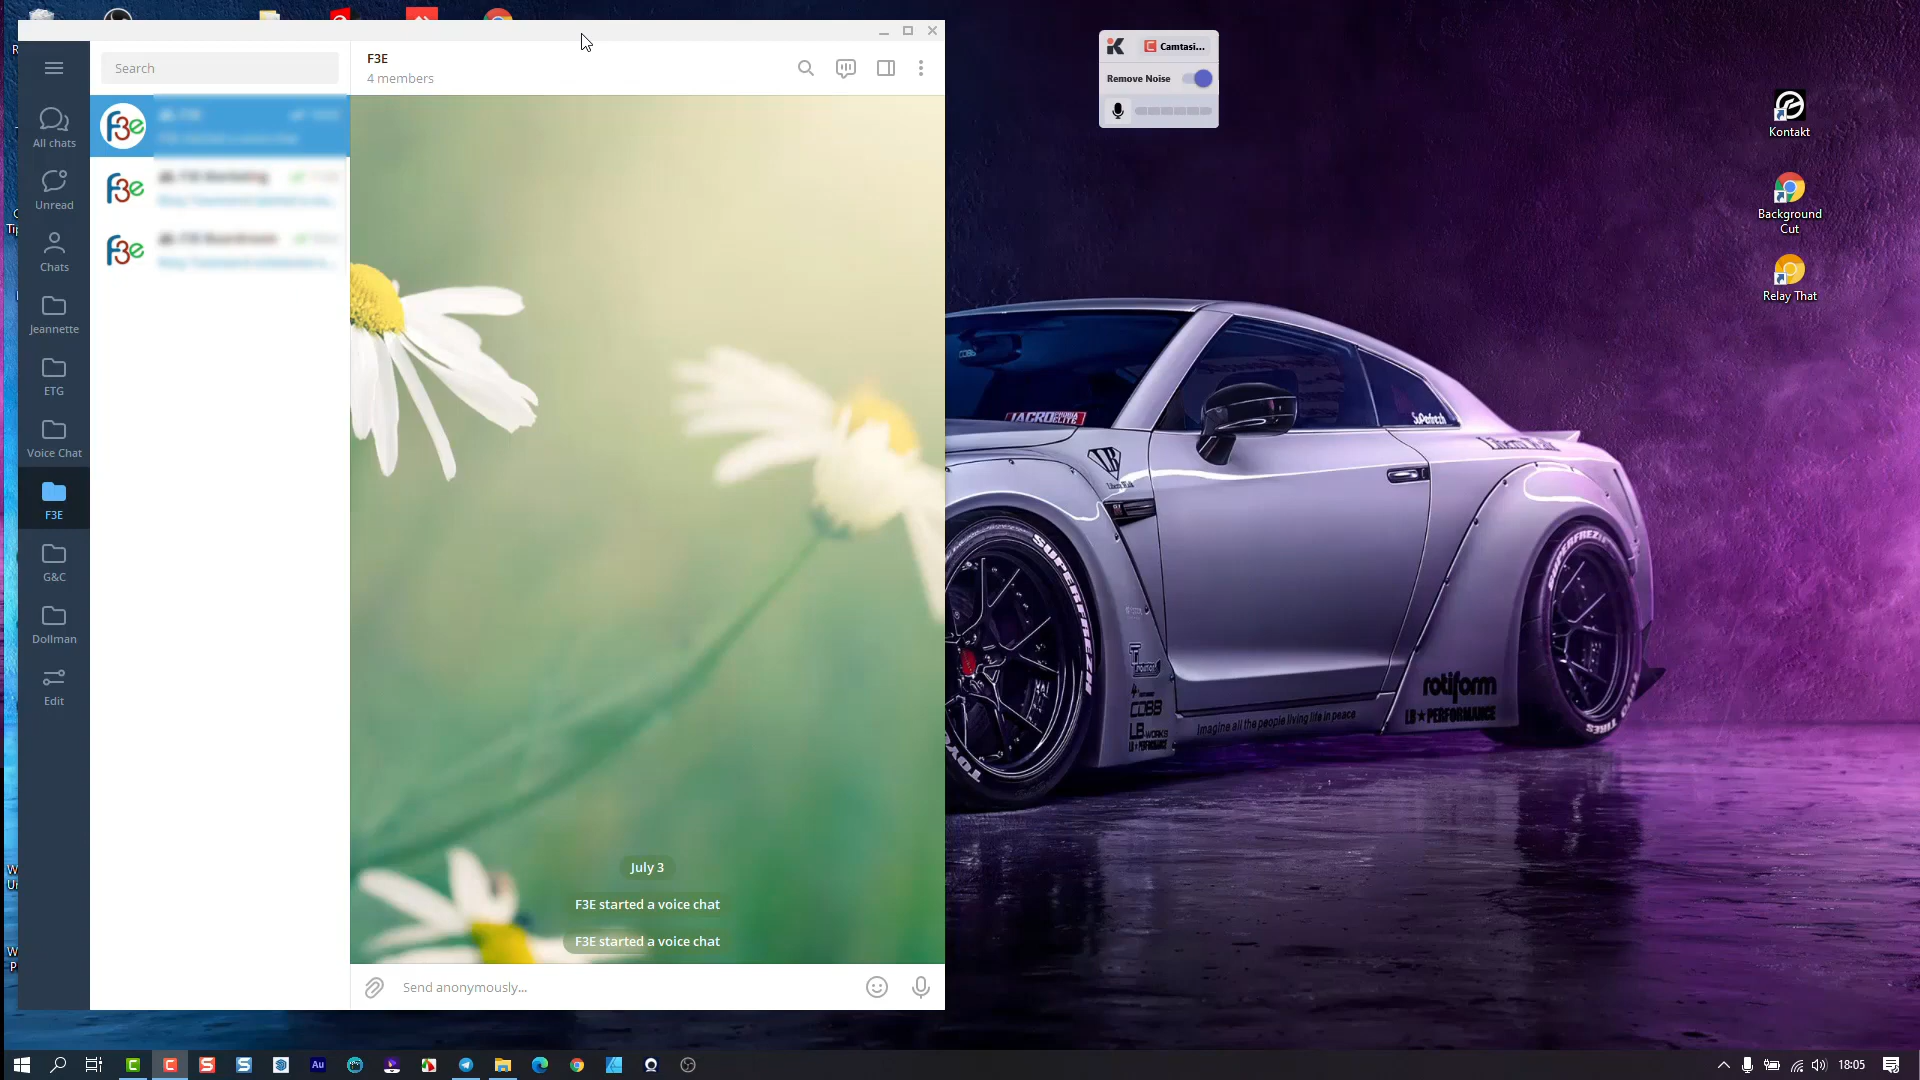 Search
F3E
4 members
All chats
Unread
Chats
Jeannette
ETG
Voice Chat
F3E
G&C
Dollman
Edit
July 3
F3E started a voice chat
F3E started a voice chat
Send anonymously...
Camtasi...
Remove Noise
Kontakt
Background
Cut
Relay That
SUPERFREZH
rotiform
LB★PERFORMANCE
Imagine all the people living life in peace
COBB
LB-WORKS
Au
18:05